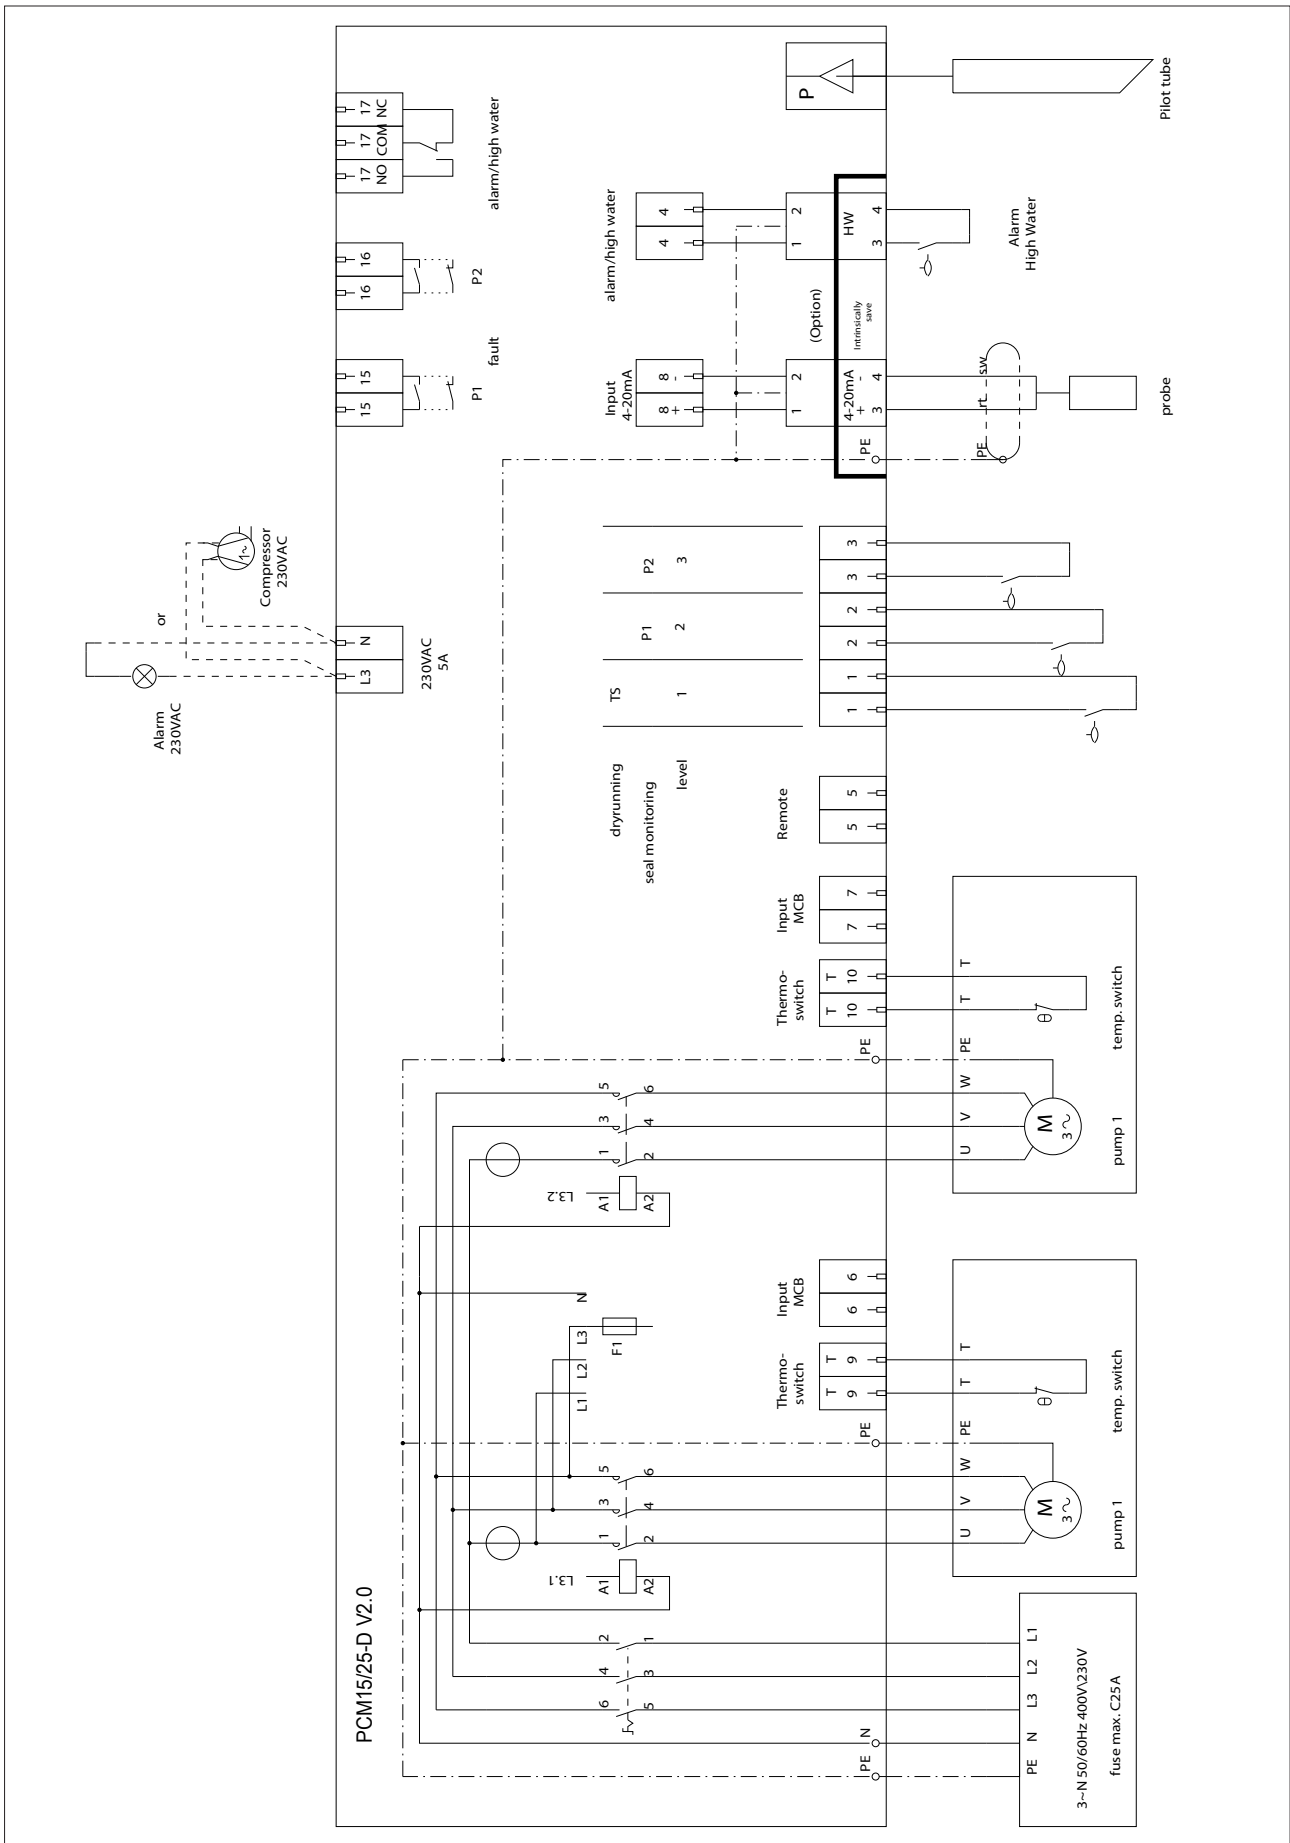 PCM15/25-D V2.0
3~N 50/60Hz 400V\230V
fuse max. C25A
PE
N
L3
L2
L1
PE
N
6
4
2
5
3
1
L3.1
A1
A2
1
3
5
2
4
6
L1
L2
L3
N
F1
PE
Thermo-
switch
T
T
9
9
Input
MCB
6
6
U
V
W
PE
T
T
M
3~
pump 1
temp. switch
L3.2
A1
A2
1
3
5
2
4
6
PE
Thermo-
switch
T
T
10
10
Input
MCB
7
7
U
V
W
PE
T
T
M
3~
pump 1
temp. switch
Remote
5
5
dryrunning
seal monitoring
level
TS
P1
P2
1
2
3
1
1
2
2
3
3
Alarm
230VAC
or
Compressor
230VAC
L3
N
230VAC
5A
15
15
P1
fault
16
16
P2
17
17
17
NO
COM
NC
alarm/high water
Input
4-20mA
8
8
+
-
alarm/high water
4
4
1
2
(Option)
1
2
PE
4-20mA
+
-
3
4
Intrinsically
save
HW
3
4
PE
rt
sw
probe
Alarm
High Water
P
Pilot tube